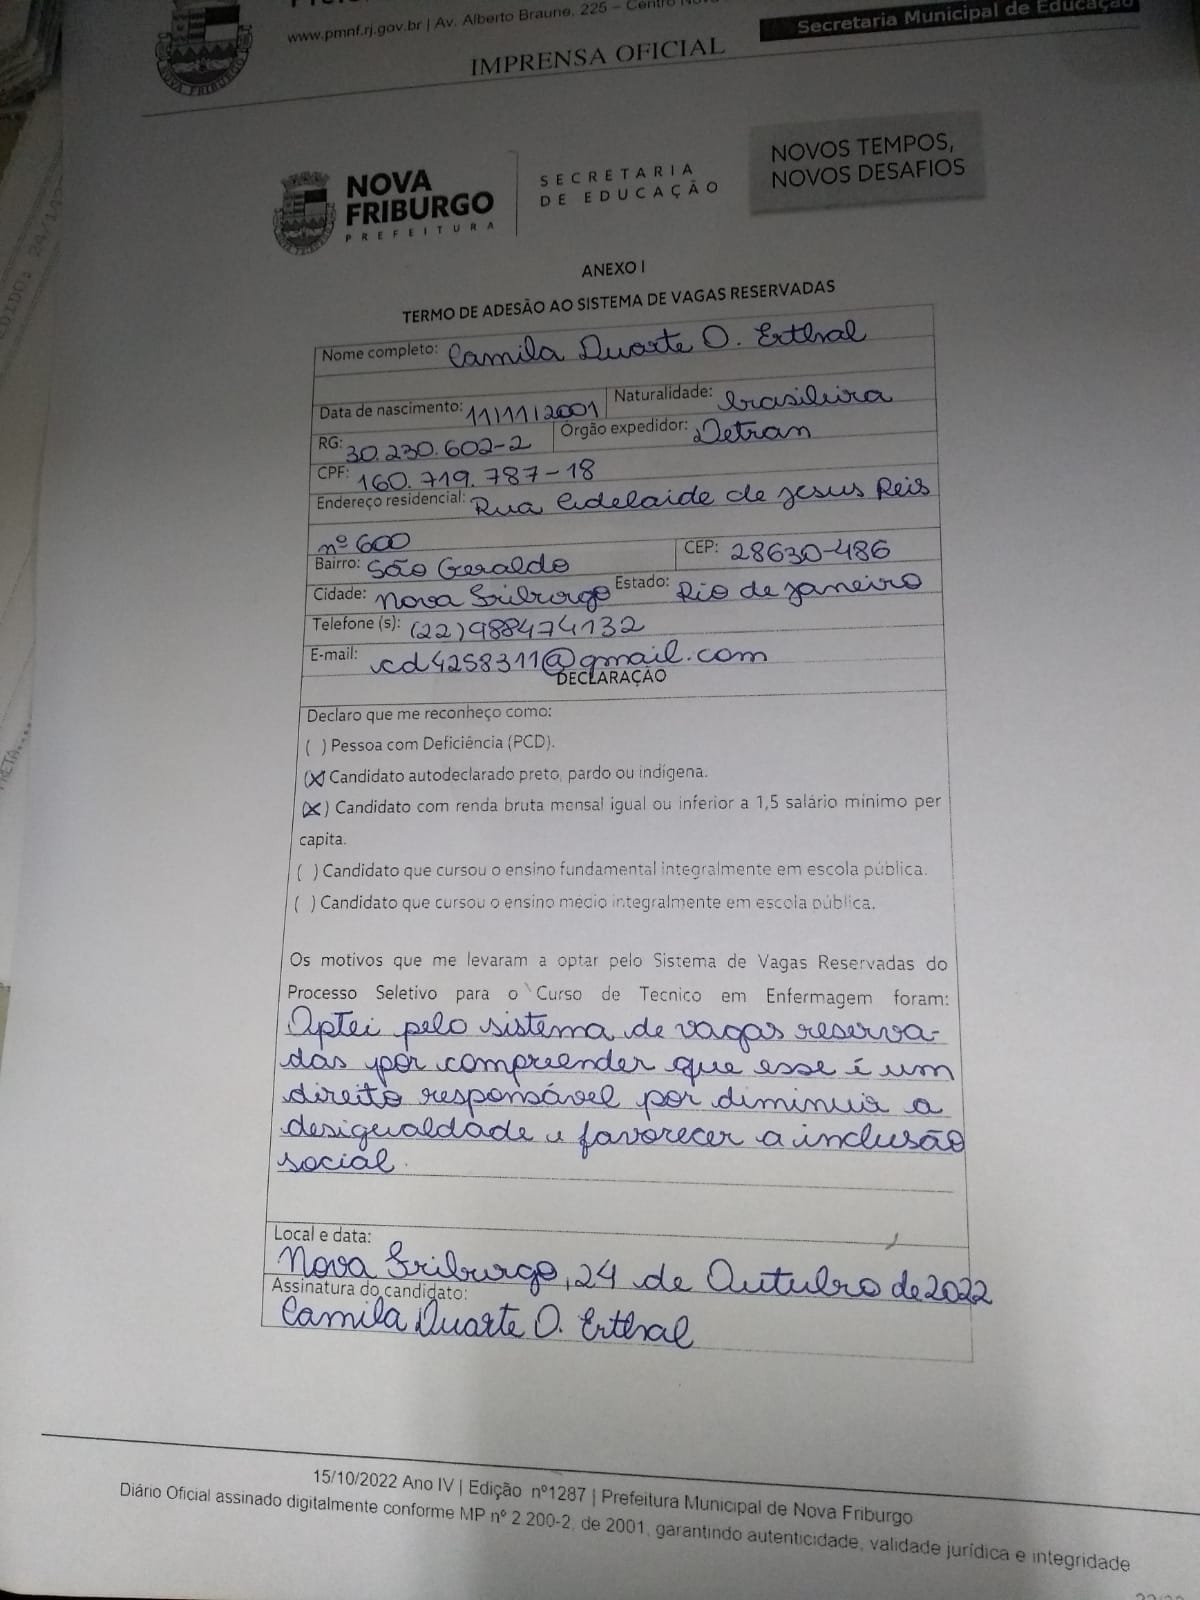 www.pmnf.rj.gov.br | Av. Alberto Braune, 225 – Centro
Secretaria Municipal de Educação
IMPRENSA OFICIAL
NOVA FRIBURGO
NOVA
FRIBURGO
PREFEITURA
SECRETARIA
DE EDUCAÇÃO
NOVOS TEMPOS,
NOVOS DESAFIOS
ANEXO I
TERMO DE ADESÃO AO SISTEMA DE VAGAS RESERVADAS
Nome completo: Camila Duarte O. Erthal
Data de nascimento: 11/11/2001 Naturalidade: brasileira
RG: 30.230.602-2 Órgão expedidor: Detran
CPF: 160.719.787-18
Endereço residencial: Rua Adelaide de Jesus Reis
nº 600
Bairro: São Geraldo CEP: 28630-486
Cidade: Nova Friburgo Estado: Rio de Janeiro
Telefone (s): (22)988474132
E-mail: cd4258311@gmail.com
DECLARAÇÃO
Declaro que me reconheço como:
( ) Pessoa com Deficiência (PCD).
(X) Candidato autodeclarado preto, pardo ou indígena.
(X) Candidato com renda bruta mensal igual ou inferior a 1,5 salário mínimo per
capita.
( ) Candidato que cursou o ensino fundamental integralmente em escola pública.
( ) Candidato que cursou o ensino médio integralmente em escola pública.
Os motivos que me levaram a optar pelo Sistema de Vagas Reservadas do
Processo Seletivo para o Curso de Tecnico em Enfermagem foram:
Optei pelo sistema de vagas reserva-
das por compreender que esse é um
direito responsável por diminuir a
desigualdade e favorecer a inclusão
social.
Local e data:
Nova Friburgo, 24 de Outubro de 2022
Assinatura do candidato:
Camila Duarte O. Erthal
15/10/2022 Ano IV | Edição nº1287 | Prefeitura Municipal de Nova Friburgo
Diário Oficial assinado digitalmente conforme MP nº 2.200-2, de 2001, garantindo autenticidade, validade jurídica e integridade